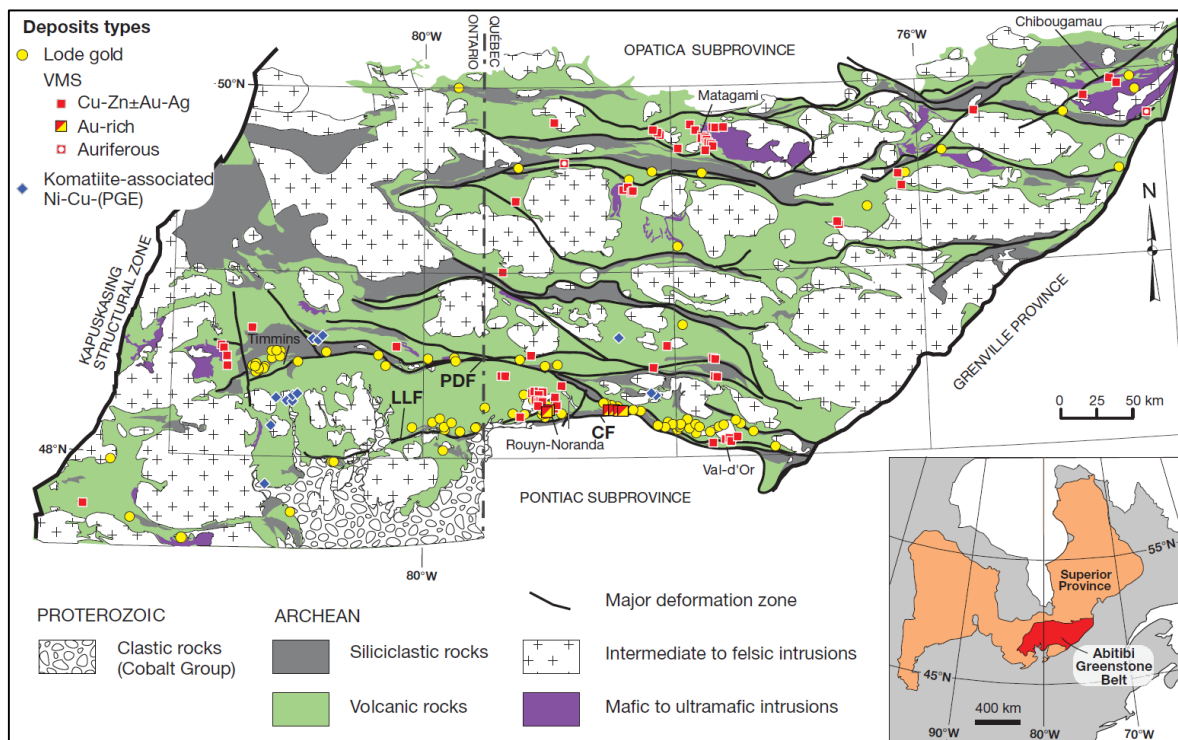 Deposits types
Lode gold
VMS
Cu-Zn±Au-Ag
Au-rich
Auriferous
Komatiite-associated
Ni-Cu-(PGE)
80°W
ONTARIO
QUÉBEC
OPATICA SUBPROVINCE
76°W
Chibougamau
50°N
Matagami
N
KAPUSKASING
STRUCTURAL ZONE
GRENVILLE PROVINCE
Timmins
PDF
LLF
CF
Rouyn-Noranda
Val-d'Or
0 25 50 km
48°N
PONTIAC SUBPROVINCE
80°W
PROTEROZOIC
Clastic rocks
(Cobalt Group)
ARCHEAN
Siliciclastic rocks
Volcanic rocks
Major deformation zone
Intermediate to felsic intrusions
Mafic to ultramafic intrusions
55°N
Superior
Province
Abitibi
Greenstone
Belt
45°N
400 km
90°W
80°W
70°W